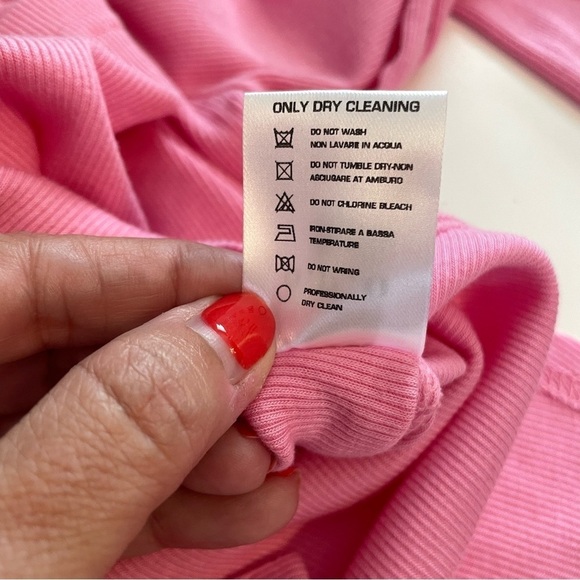 ONLY DRY CLEANING
DO NOT WASH
NON LAVARE IN ACQUA
DO NOT TUMBLE DRY-NON
ASCIUGARE AT AMBURO
DO NOT CHLORINE BLEACH
IRON-STIRARE A BASSA
TEMPERATURE
DO NOT WRING
PROFESSIONALLY
DRY CLEAN